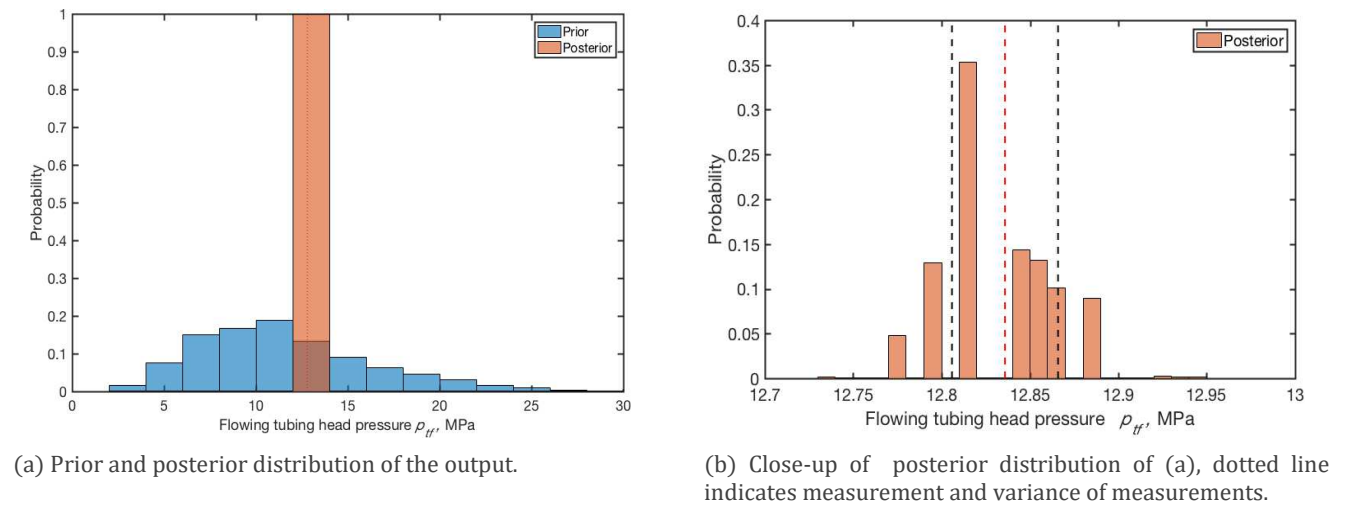 1
0.9
0.8
0.7
0.6
0.5
0.4
0.3
0.2
0.1
0
Probability
Prior
Posterior
0 5 10 15 20 25 30
Flowing tubing head pressure p_tf, MPa
(a) Prior and posterior distribution of the output.
0.4
0.35
0.3
0.25
0.2
0.15
0.1
0.05
0
Probability
Posterior
12.7 12.75 12.8 12.85 12.9 12.95 13
Flowing tubing head pressure p_tf, MPa
(b) Close-up of posterior distribution of (a), dotted line
indicates measurement and variance of measurements.